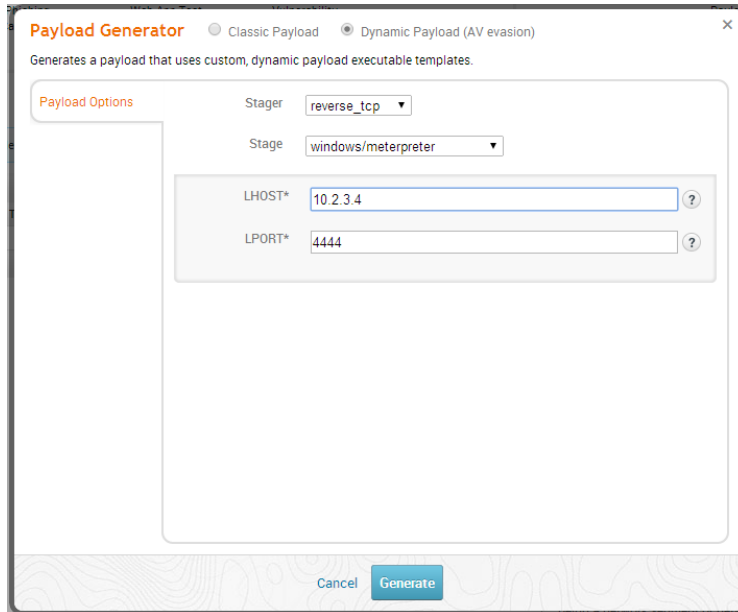 Payload Generator Classic Payload Dynamic Payload (AV evasion) ×
Generates a payload that uses custom, dynamic payload executable templates.
Payload Options
Stager reverse_tcp
Stage windows/meterpreter
LHOST* 10.2.3.4 ?
LPORT* 4444 ?
Cancel Generate